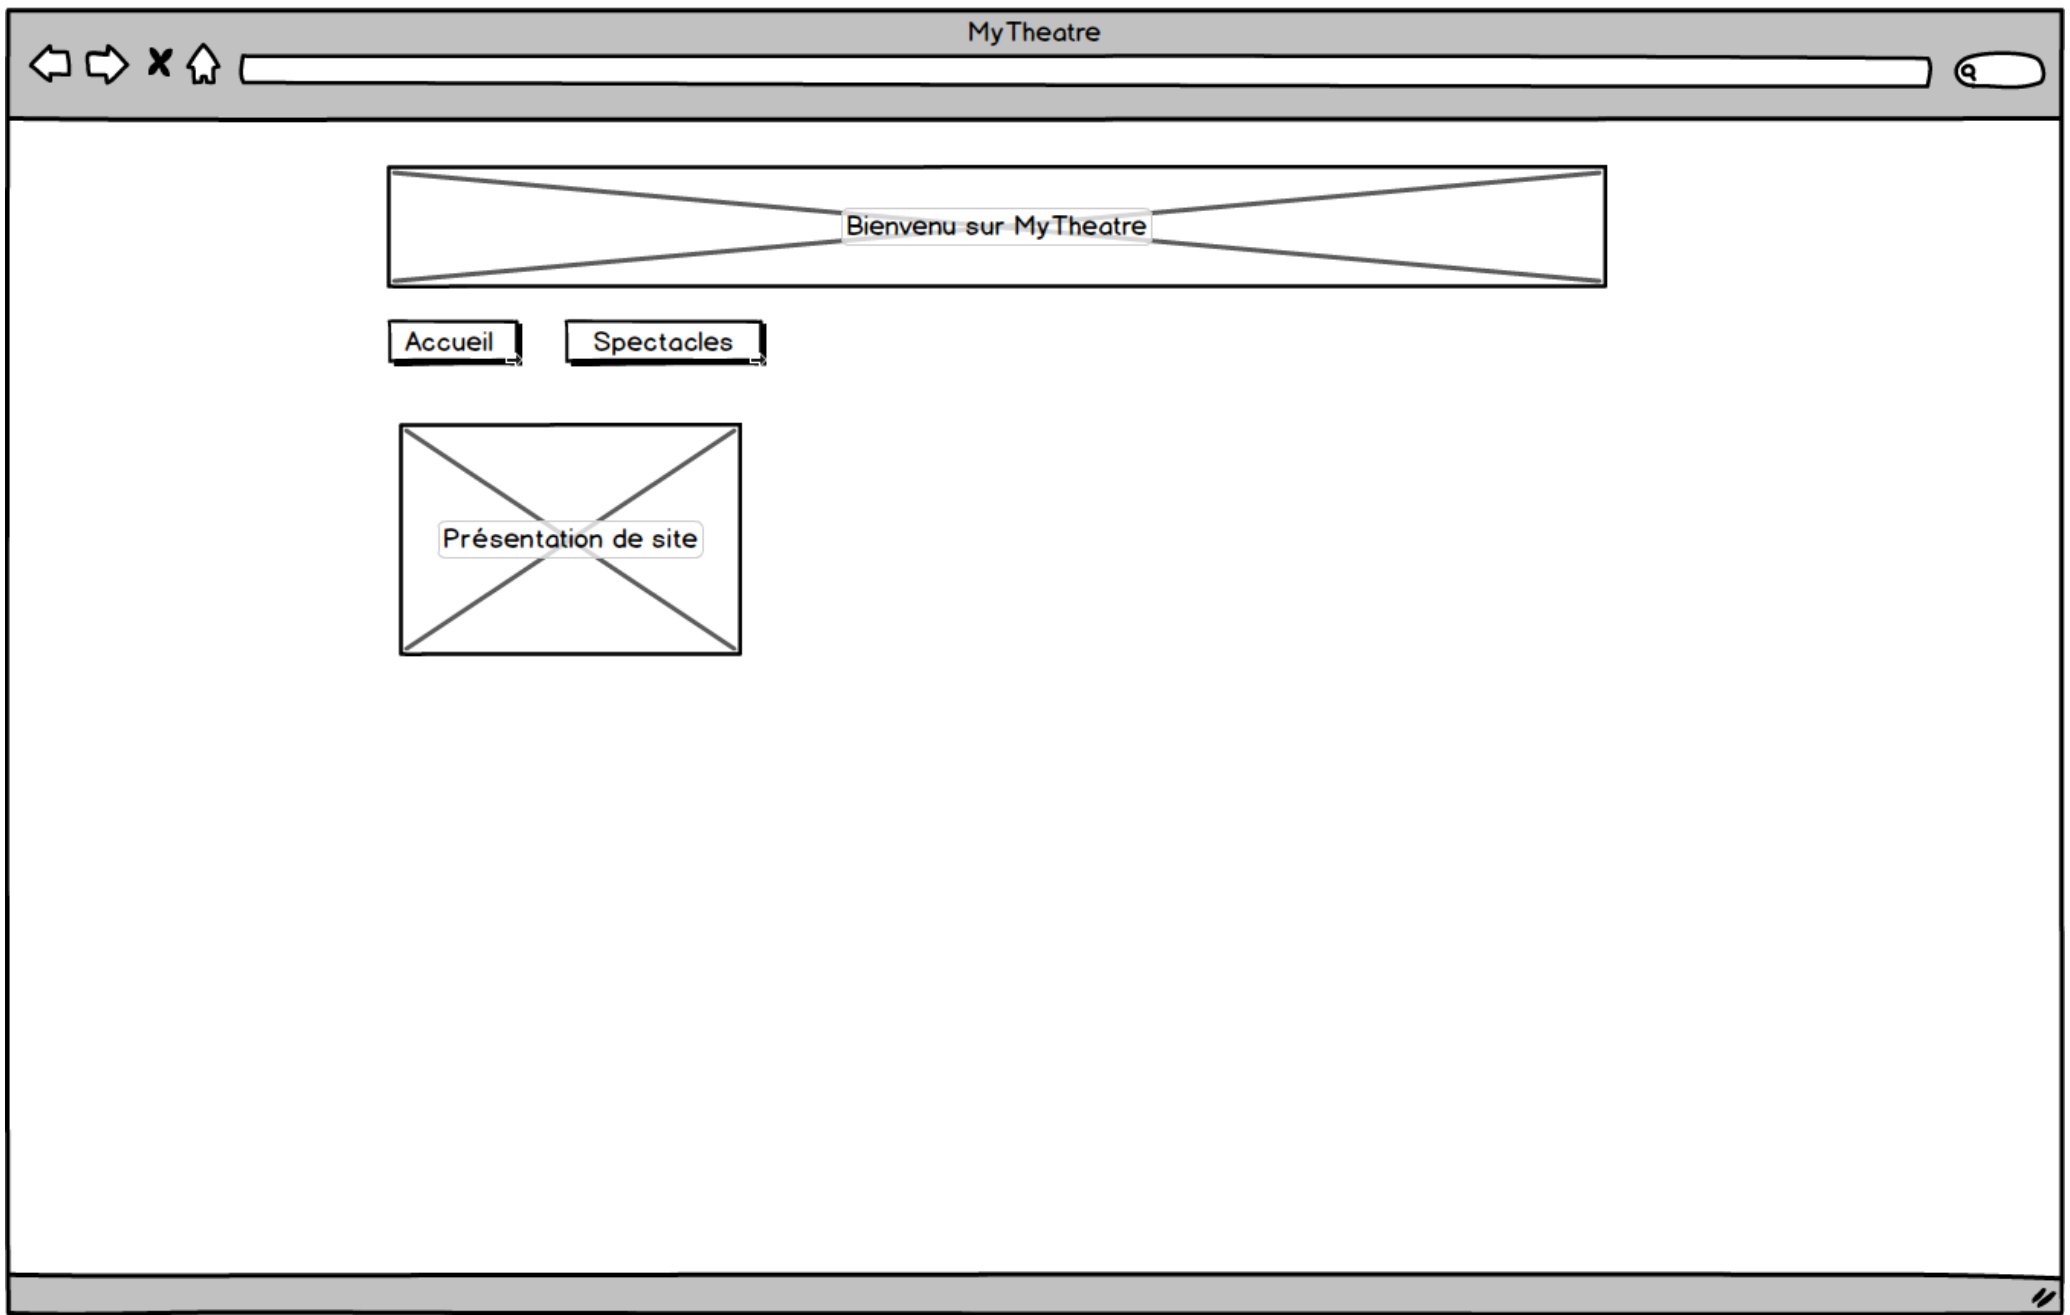 MyTheatre
Bienvenu sur MyTheatre
Accueil
Spectacles
Présentation de site